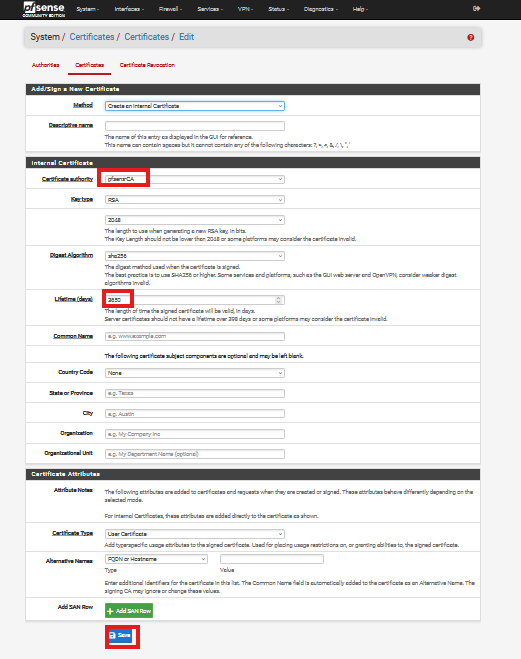 pfsense
COMMUNITY EDITION
System Interfaces Firewall Services VPN Status Diagnostics Help
System / Certificates / Certificates / Edit
Authorities Certificates Certificate Revocation
Add/Sign a New Certificate
Method Create an Internal Certificate
Descriptive name
The name of this entry as displayed in the GUI for reference.
This name can contain spaces but it cannot contain any of the following characters: ?, >, <, &, /, \, ", '
Internal Certificate
Certificate authority pfsensrCA
Key type RSA
2048
The length to use when generating a new RSA key, in bits.
The Key Length should not be lower than 2048 or some platforms may consider the certificate invalid.
Digest Algorithm sha256
The digest method used when the certificate is signed.
The best practice is to use SHA256 or higher. Some services and platforms, such as the GUI web server and OpenVPN, consider weaker digest
algorithms invalid.
Lifetime (days) 3650
The length of time the signed certificate will be valid, in days.
Server certificates should not have a lifetime over 398 days or some platforms may consider the certificate invalid.
Common Name e.g. www.example.com
The following certificate subject components are optional and may be left blank.
Country Code None
State or Province e.g. Texas
City e.g. Austin
Organization e.g. My Company Inc
Organizational Unit e.g. My Department Name (optional)
Certificate Attributes
Attribute Notes The following attributes are added to certificates and requests when they are created or signed. These attributes behave differently depending on the
selected mode.
For Internal Certificates, these attributes are added directly to the certificate as shown.
Certificate Type User Certificate
Add type-specific usage attributes to the signed certificate. Used for placing usage restrictions on, or granting abilities to, the signed certificate.
Alternative Names FQDN or Hostname
Type Value
Enter additional identifiers for the certificate in this list. The Common Name field is automatically added to the certificate as an Alternative Name. The
signing CA may ignore or change these values.
Add SAN Row + Add SAN Row
Save